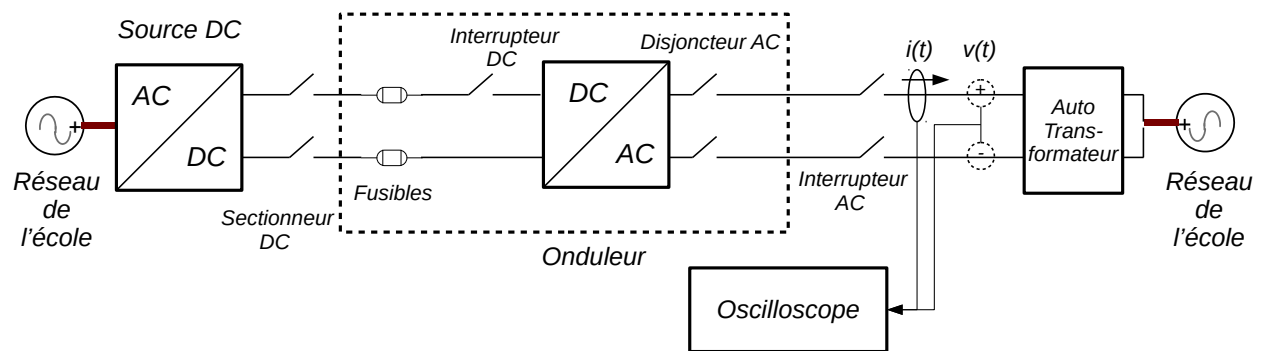 Source DC
Interrupteur
DC
Disjoncteur AC
i(t)
v(t)
AC
DC
DC
AC
+
+
-
+
Auto
Trans-
formateur
Réseau
de
l'école
Sectionneur
DC
Fusibles
Interrupteur
AC
Réseau
de
l'école
Onduleur
Oscilloscope